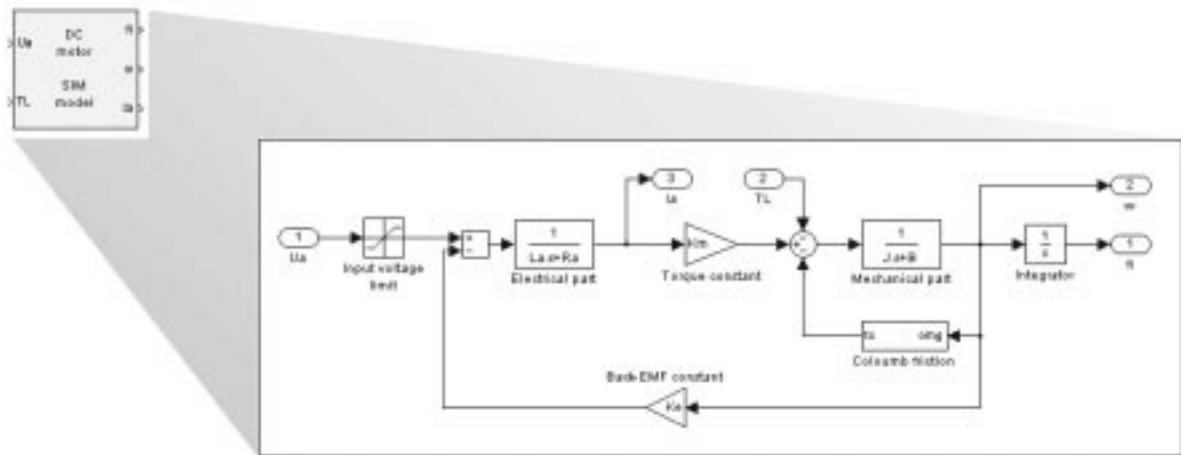 Ua
DC
motor
fi
w
TL
SIM
model
Ia
3
Ia
2
TL
2
w
1
Ua
Input voltage
limit
1
La.s+Ra
Electrical part
Km
Torque constant
1
J.s+B
Mechanical part
1
s
Integrator
1
fi
tc
omg
Coloumb friction
Back-EMF constant
Ke